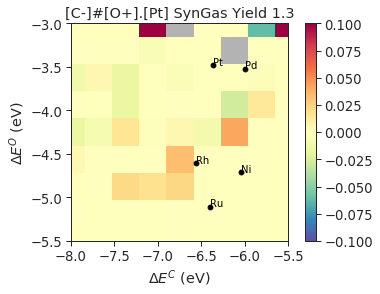 [C-]#[O+].[Pt] SynGas Yield 1.3
−3.0
−3.5
−4.0
−4.5
−5.0
−5.5
ΔE^O (eV)
Pt
Pd
Rh
Ni
Ru
−8.0 −7.5 −7.0 −6.5 −6.0 −5.5
ΔE^C (eV)
0.100
0.075
0.050
0.025
0.000
−0.025
−0.050
−0.075
−0.100